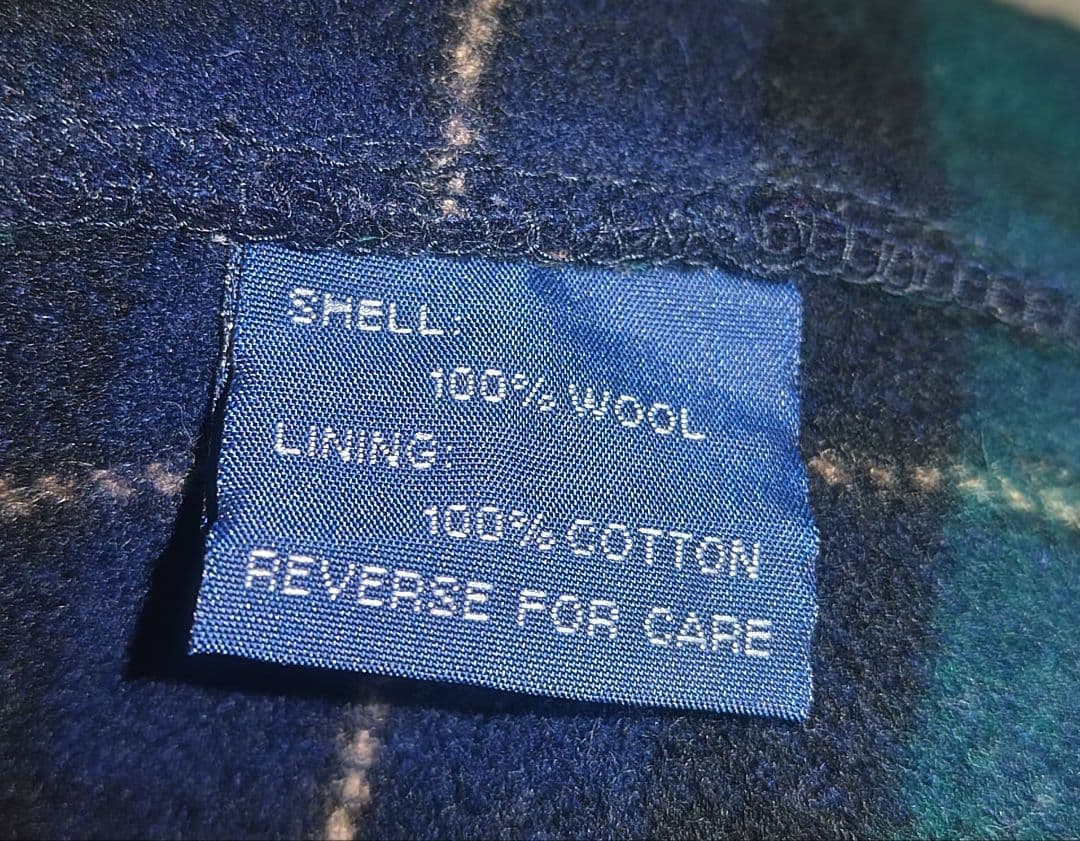 SHELL:
100% WOOL
LINING:
100% COTTON
REVERSE FOR CARE